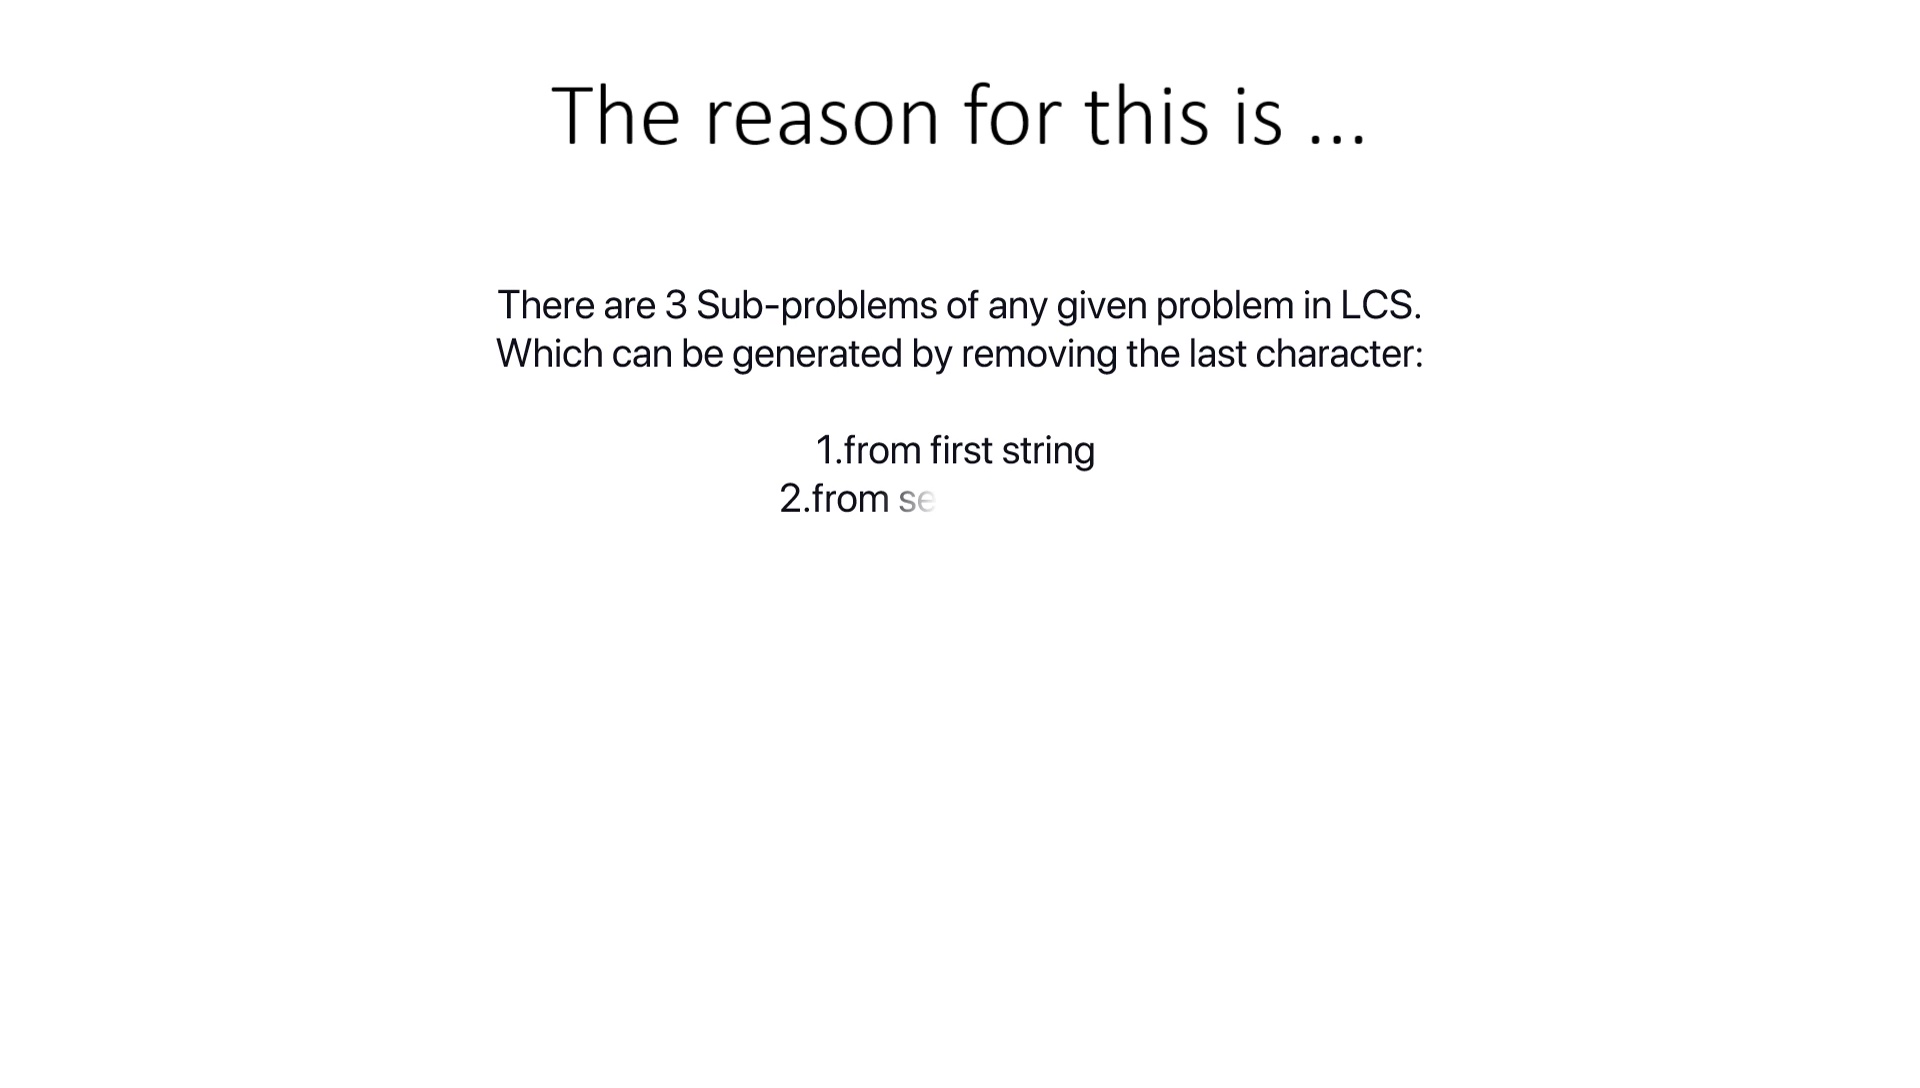 The reason for this is ...
There are 3 Sub-problems of any given problem in LCS.
Which can be generated by removing the last character:
1.from first string
2.from se